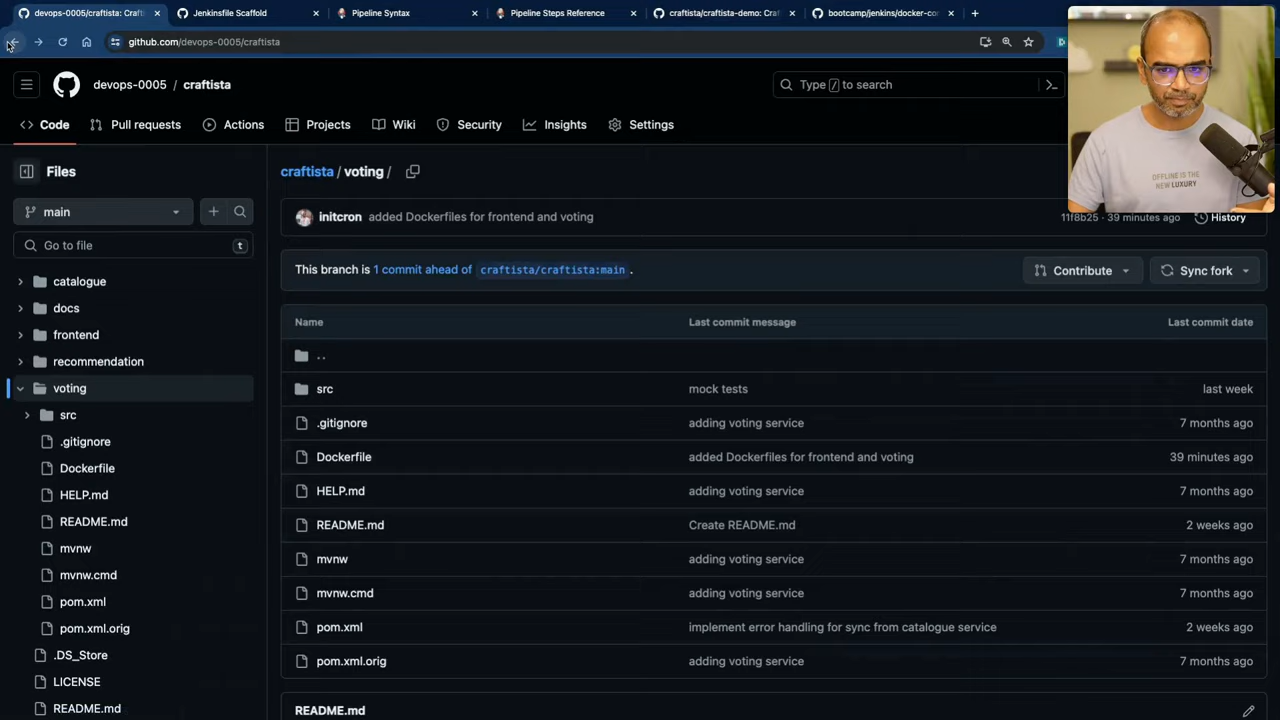 devops-0005/craftista: Craft
Jenkinsfile Scaffold
Pipeline Syntax
Pipeline Steps Reference
craftista/craftista-demo: Craf
bootcamp/jenkins/docker-cor
github.com/devops-0005/craftista
devops-0005 / craftista
Type / to search
Code
Pull requests
Actions
Projects
Wiki
Security
Insights
Settings
OFFLINE IS THE
NEW LUXURY
Files
craftista / voting /
main
initcron added Dockerfiles for frontend and voting
11f8b25 · 39 minutes ago
History
Go to file
t
This branch is 1 commit ahead of craftista/craftista:main .
Contribute
Sync fork
catalogue
docs
frontend
recommendation
voting
src
.gitignore
Dockerfile
HELP.md
README.md
mvnw
mvnw.cmd
pom.xml
pom.xml.orig
.DS_Store
LICENSE
README.md
Name Last commit message Last commit date
..
src mock tests last week
.gitignore adding voting service 7 months ago
Dockerfile added Dockerfiles for frontend and voting 39 minutes ago
HELP.md adding voting service 7 months ago
README.md Create README.md 2 weeks ago
mvnw adding voting service 7 months ago
mvnw.cmd adding voting service 7 months ago
pom.xml implement error handling for sync from catalogue service 2 weeks ago
pom.xml.orig adding voting service 7 months ago
README.md